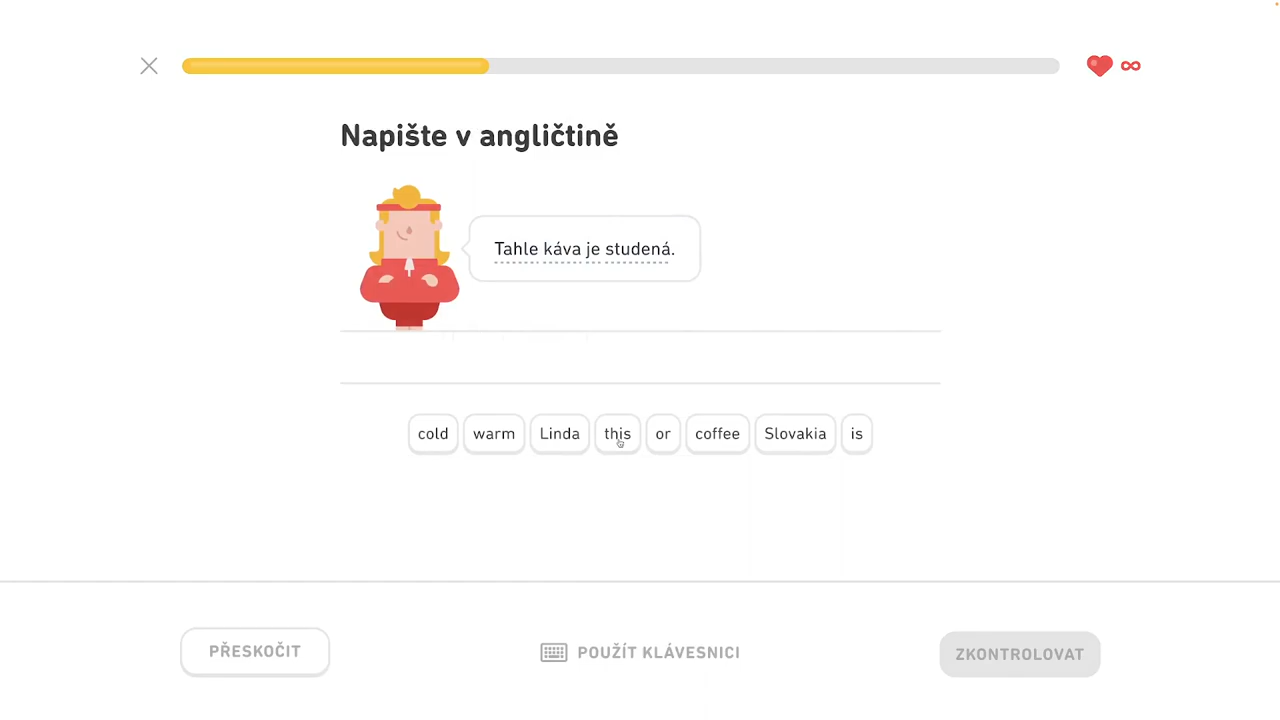 Napište v angličtině
Tahle káva je studená.
cold warm Linda this or coffee Slovakia is
PŘESKOČIT POUŽÍT KLÁVESNICI ZKONTROLOVAT